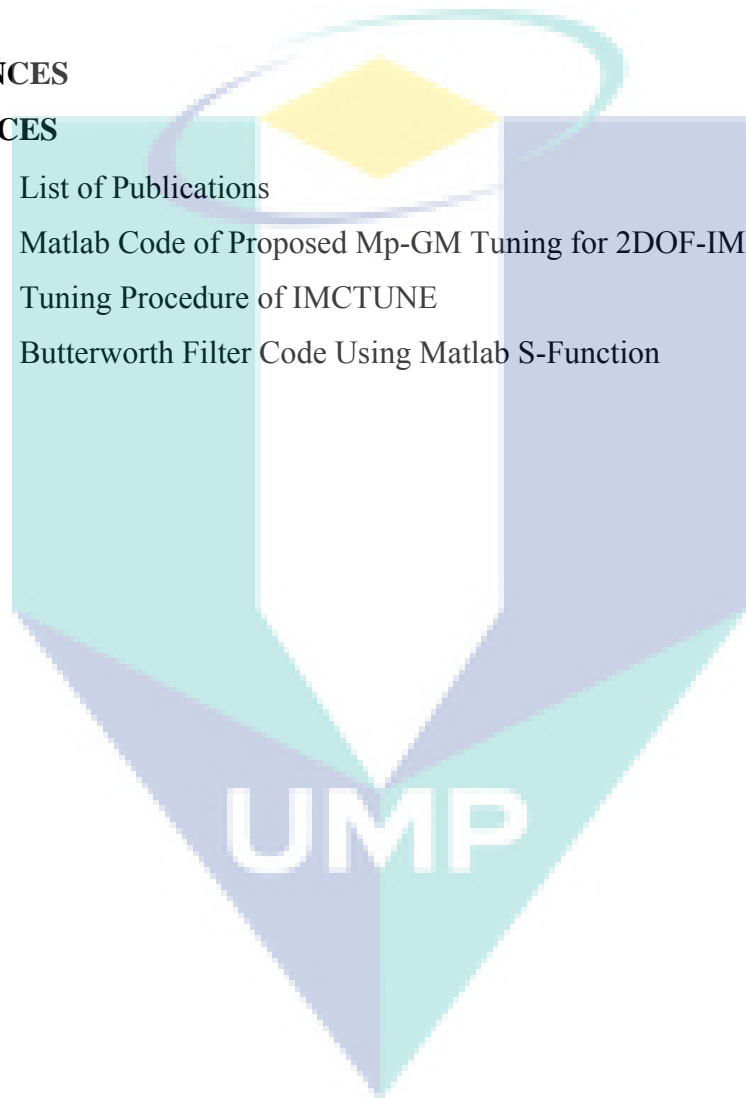 NCES
CES
List of Publications
Matlab Code of Proposed Mp-GM Tuning for 2DOF-IM
Tuning Procedure of IMCTUNE
Butterworth Filter Code Using Matlab S-Function
UMP